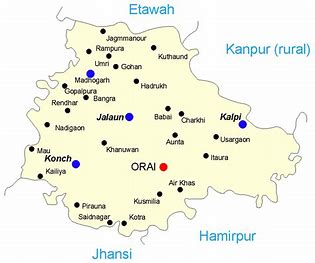 Etawah
Jagmmanour
Rampura
Kuthaund
Kanpur (rural)
Umri
Gohan
Madhogarh
Hadrukh
Gopalpura
Bangra
Rendhar
Jalaun
Babai
Charkhi
Kalpi
Nadigaon
Aunta
Usargaon
Khanuwan
Mau
Itaura
Konch
ORAI
Kailiya
Air Khas
Kusmilia
Pirauna
Saidnagar
Kotra
Hamirpur
Jhansi